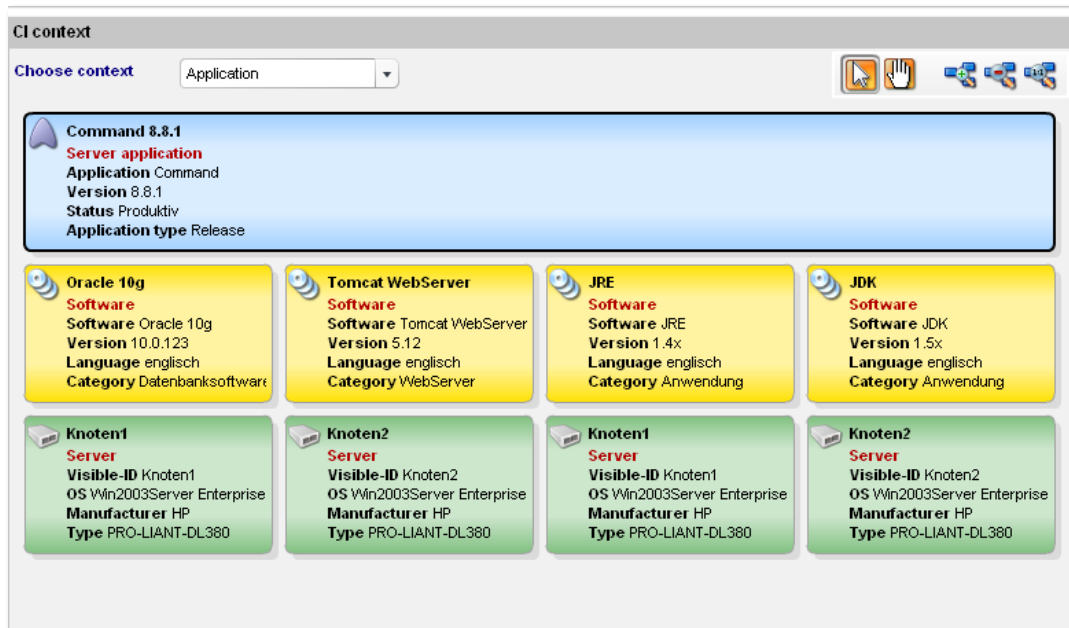 CI context
Choose context Application
Command 8.8.1
Server application
Application Command
Version 8.8.1
Status Produktiv
Application type Release
Oracle 10g
Software
Software Oracle 10g
Version 10.0.123
Language englisch
Category Datenbanksoftware
Tomcat WebServer
Software
Software Tomcat WebServer
Version 5.12
Language englisch
Category WebServer
JRE
Software
Software JRE
Version 1.4x
Language englisch
Category Anwendung
JDK
Software
Software JDK
Version 1.5x
Language englisch
Category Anwendung
Knoten1
Server
Visible-ID Knoten1
OS Win2003Server Enterprise
Manufacturer HP
Type PRO-LIANT-DL380
Knoten2
Server
Visible-ID Knoten2
OS Win2003Server Enterprise
Manufacturer HP
Type PRO-LIANT-DL380
Knoten1
Server
Visible-ID Knoten1
OS Win2003Server Enterprise
Manufacturer HP
Type PRO-LIANT-DL380
Knoten2
Server
Visible-ID Knoten2
OS Win2003Server Enterprise
Manufacturer HP
Type PRO-LIANT-DL380